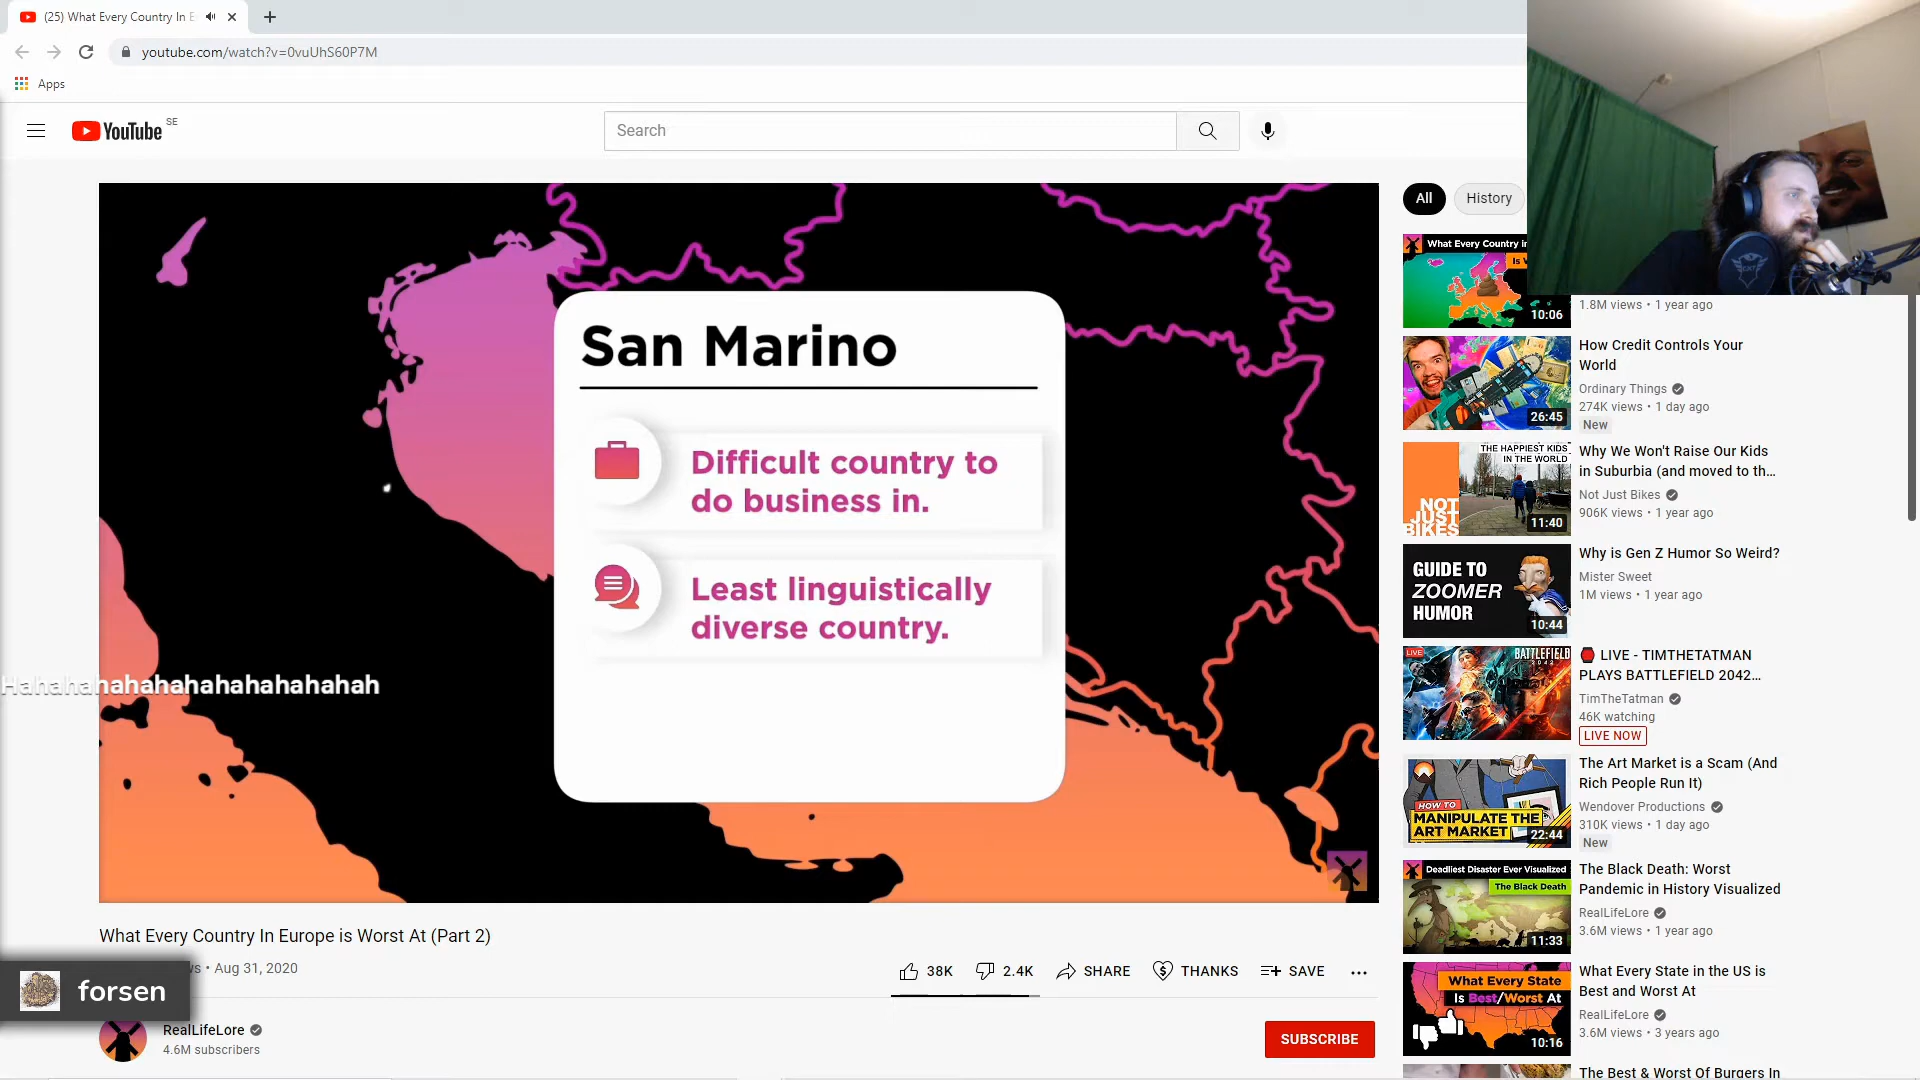 (25) What Every Country In E
youtube.com/watch?v=0vuUhS60P7M
Apps
YouTube SE
Search
San Marino
Difficult country to
do business in.
Least linguistically
diverse country.
Hahahahahahahahahahahahah
What Every Country In Europe is Worst At (Part 2)
ws • Aug 31, 2020
38K
2.4K
SHARE
THANKS
SAVE
forsen
RealLifeLore
4.6M subscribers
SUBSCRIBE
All
History
What Every Country in
Is W
10:06
1.8M views • 1 year ago
26:45
How Credit Controls Your
World
Ordinary Things
274K views • 1 day ago
New
THE HAPPIEST KIDS
IN THE WORLD
NOT
JUST
BIKES
11:40
Why We Won't Raise Our Kids
in Suburbia (and moved to th...
Not Just Bikes
906K views • 1 year ago
GUIDE TO
ZOOMER
HUMOR
10:44
Why is Gen Z Humor So Weird?
Mister Sweet
1M views • 1 year ago
LIVE
BATTLEFIELD
2042
LIVE - TIMTHETATMAN
PLAYS BATTLEFIELD 2042...
TimTheTatman
46K watching
LIVE NOW
HOW TO
MANIPULATE THE
ART MARKET
22:44
The Art Market is a Scam (And
Rich People Run It)
Wendover Productions
310K views • 1 day ago
New
Deadliest Disaster Ever Visualized
The Black Death
11:33
The Black Death: Worst
Pandemic in History Visualized
RealLifeLore
3.6M views • 1 year ago
What Every State
Is Best/Worst At
10:16
What Every State in the US is
Best and Worst At
RealLifeLore
3.6M views • 3 years ago
The Best & Worst Of Burgers In